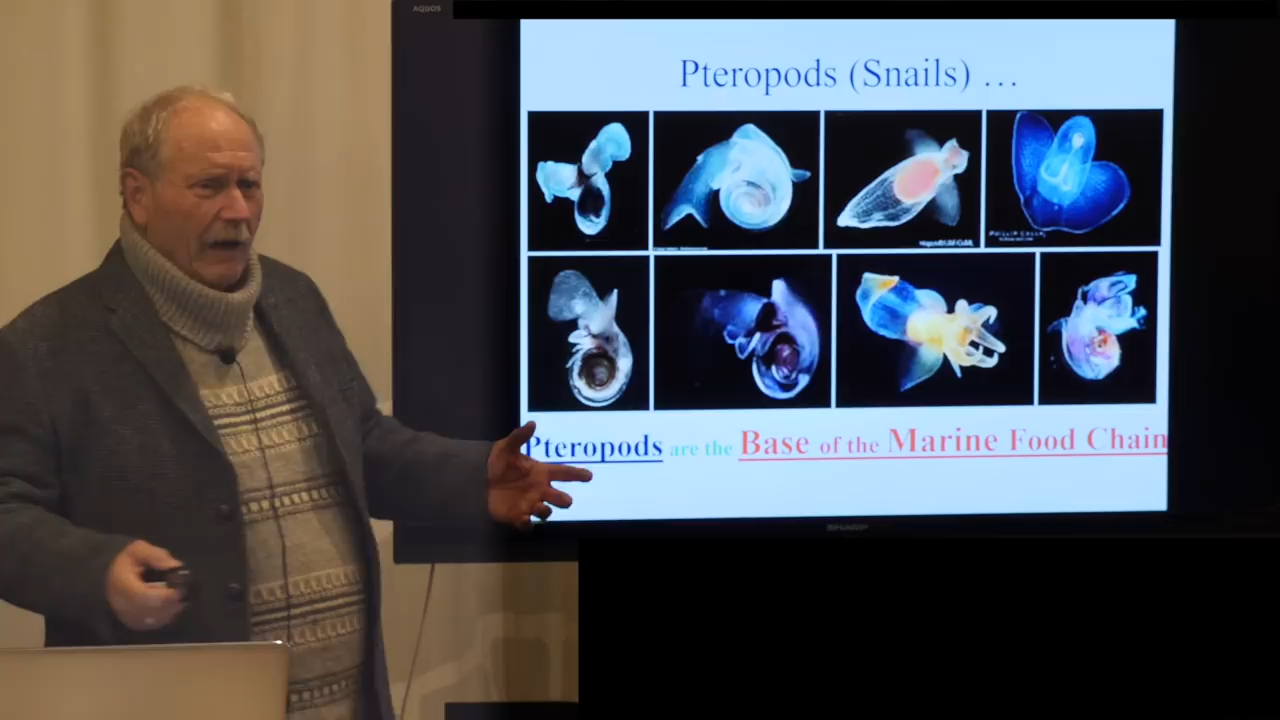 AQUOS
Pteropods (Snails) …
Pteropods are the Base of the Marine Food Chain
SHARP